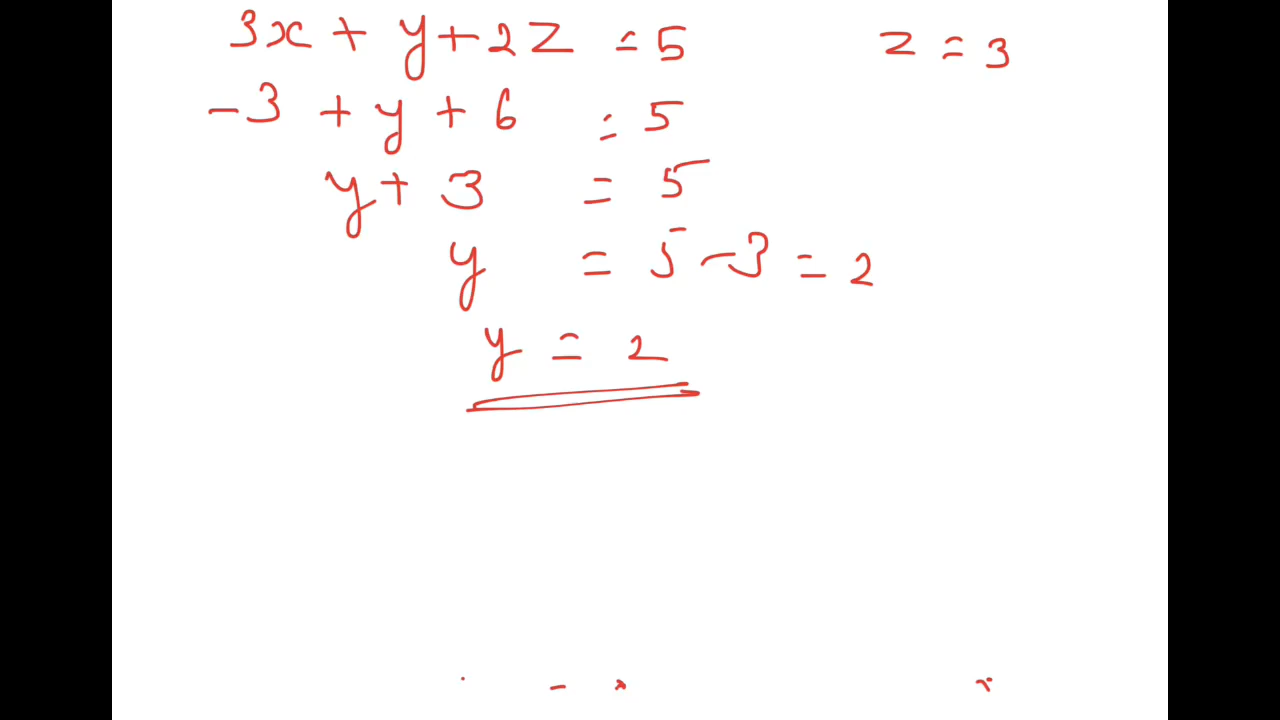 3x + y + 2z = 5 z = 3
-3 + y + 6 = 5
y + 3 = 5
y = 5 - 3 = 2
y = 2